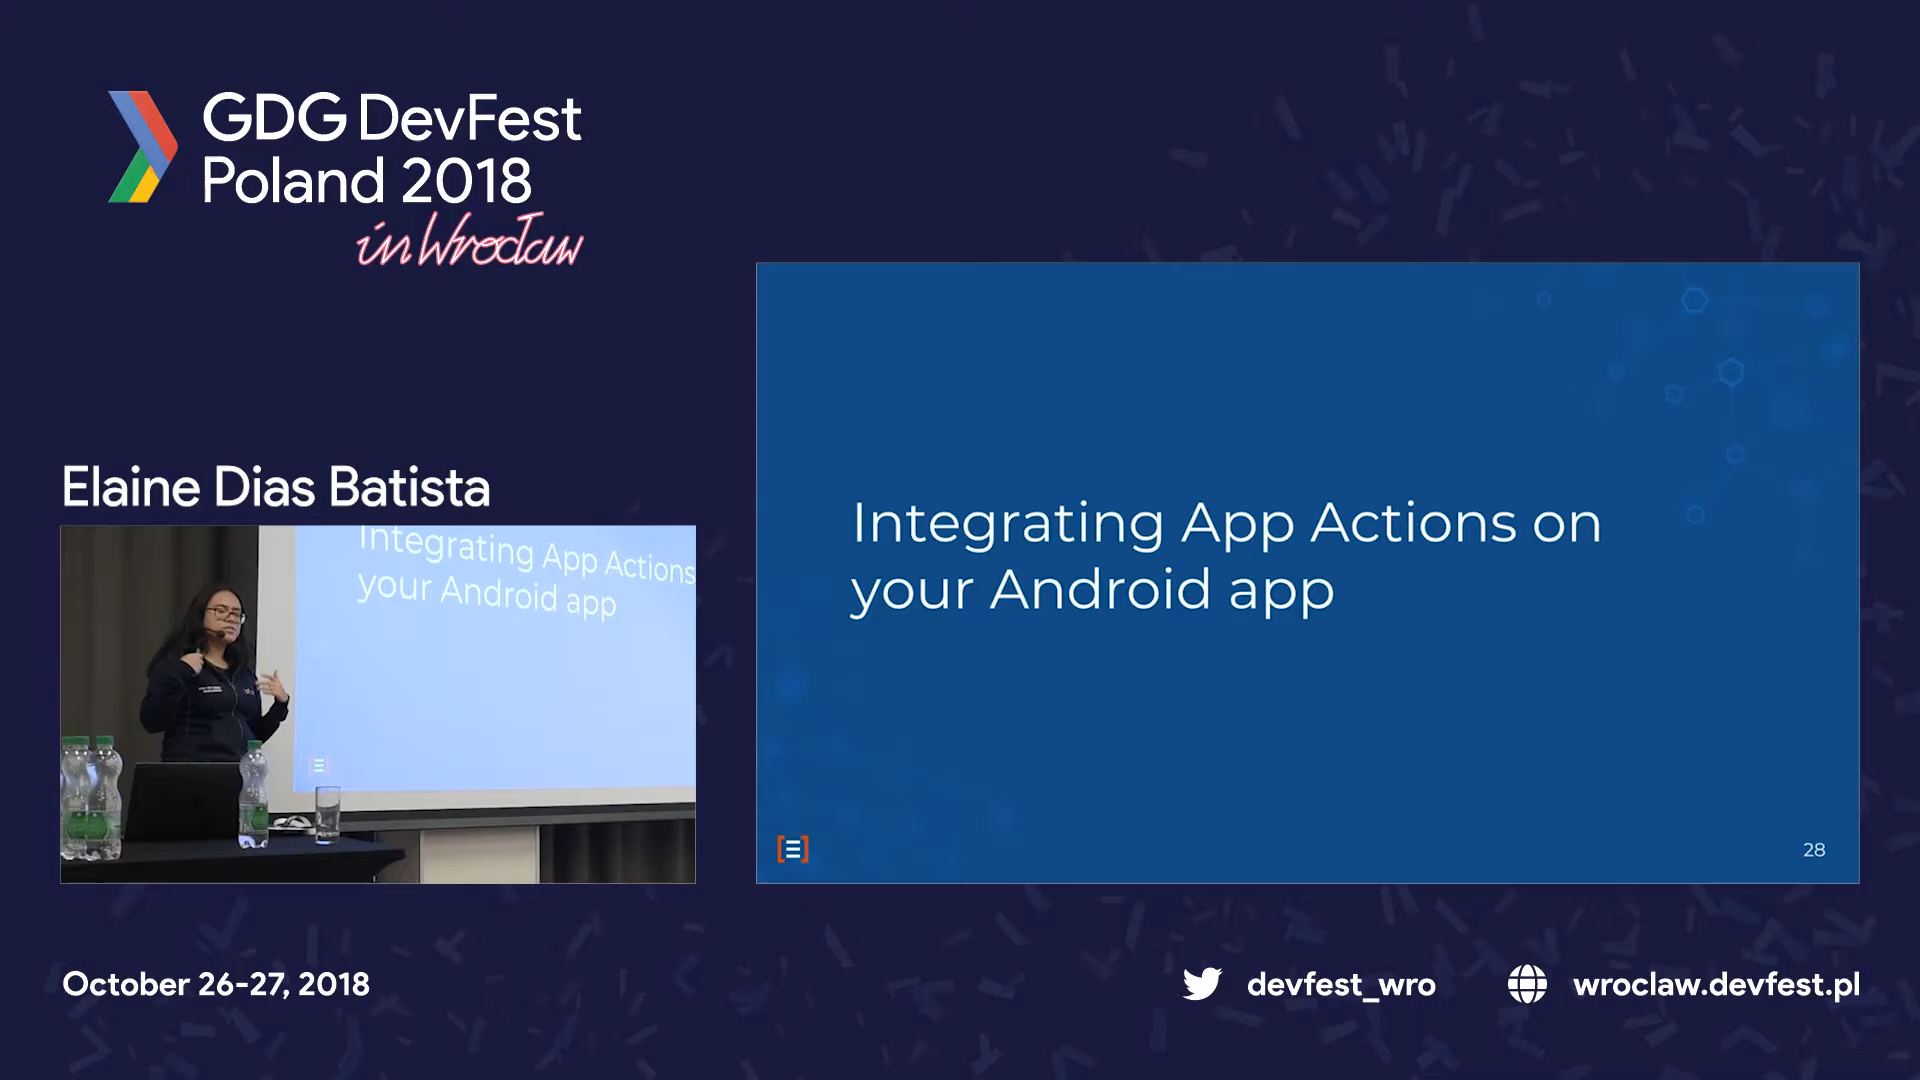 GDG DevFest
Poland 2018
in Wrocław
Elaine Dias Batista
Integrating App Actions
your Android app
Integrating App Actions on
your Android app
28
October 26-27, 2018
devfest_wro
wroclaw.devfest.pl